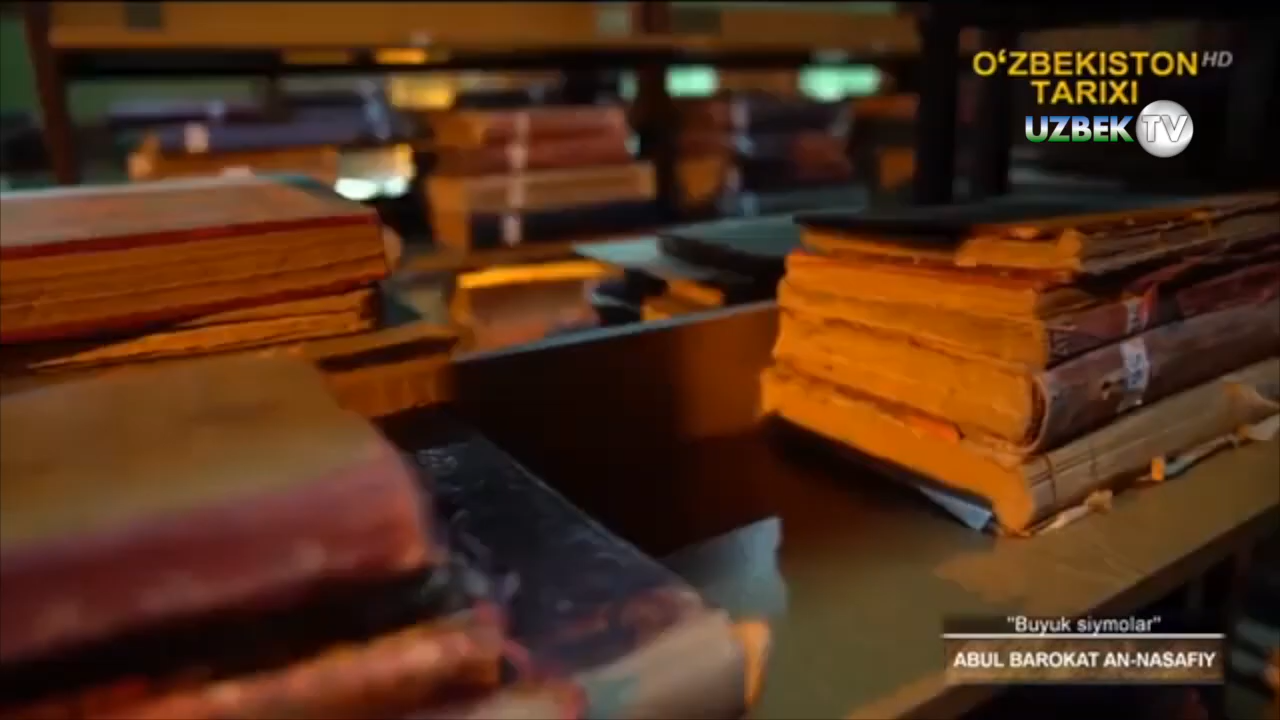 O‘ZBEKISTON HD
TARIXI
UZBEK TV
"Buyuk siymolar"
ABUL BAROKAT AN-NASAFIY